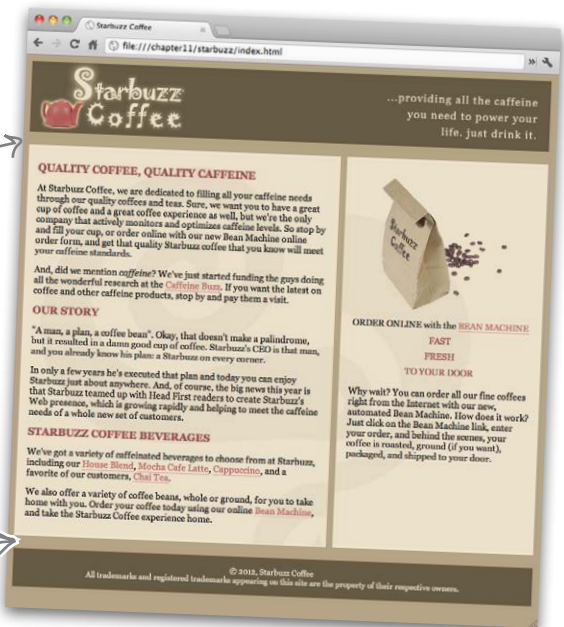 Starbuzz Coffee
file:///chapter11/starbuzz/index.html
Starbuzz
Coffee
...providing all the caffeine
you need to power your
life. just drink it.
QUALITY COFFEE, QUALITY CAFFEINE
At Starbuzz Coffee, we are dedicated to filling all your caffeine needs
through our quality coffees and teas. Sure, we want you to have a great
cup of coffee and a great coffee experience as well, but we're the only
company that actively monitors and optimizes caffeine levels. So stop by
and fill your cup, or order online with our new Bean Machine online
order form, and get that quality Starbuzz coffee that you know will meet
your caffeine standards.
And, did we mention caffeine? We've just started funding the guys doing
all the wonderful research at the Caffeine Buzz. If you want the latest on
coffee and other caffeine products, stop by and pay them a visit.
OUR STORY
"A man, a plan, a coffee bean". Okay, that doesn't make a palindrome,
but it resulted in a damn good cup of coffee. Starbuzz's CEO is that man,
and you already know his plan: a Starbuzz on every corner.
In only a few years he's executed that plan and today you can enjoy
Starbuzz just about anywhere. And, of course, the big news this year is
that Starbuzz teamed up with Head First readers to create Starbuzz's
Web presence, which is growing rapidly and helping to meet the caffeine
needs of a whole new set of customers.
STARBUZZ COFFEE BEVERAGES
We've got a variety of caffeinated beverages to choose from at Starbuzz,
including our House Blend, Mocha Cafe Latte, Cappuccino, and a
favorite of our customers, Chai Tea.
We also offer a variety of coffee beans, whole or ground, for you to take
home with you. Order your coffee today using our online Bean Machine,
and take the Starbuzz Coffee experience home.
Starbuzz
Coffee
ORDER ONLINE with the BEAN MACHINE
FAST
FRESH
TO YOUR DOOR
Why wait? You can order all our fine coffees
right from the Internet with our new,
automated Bean Machine. How does it work?
Just click on the Bean Machine link, enter
your order, and behind the scenes, your
coffee is roasted, ground (if you want),
packaged, and shipped to your door.
© 2012, Starbuzz Coffee
All trademarks and registered trademarks appearing on this site are the property of their respective owners.